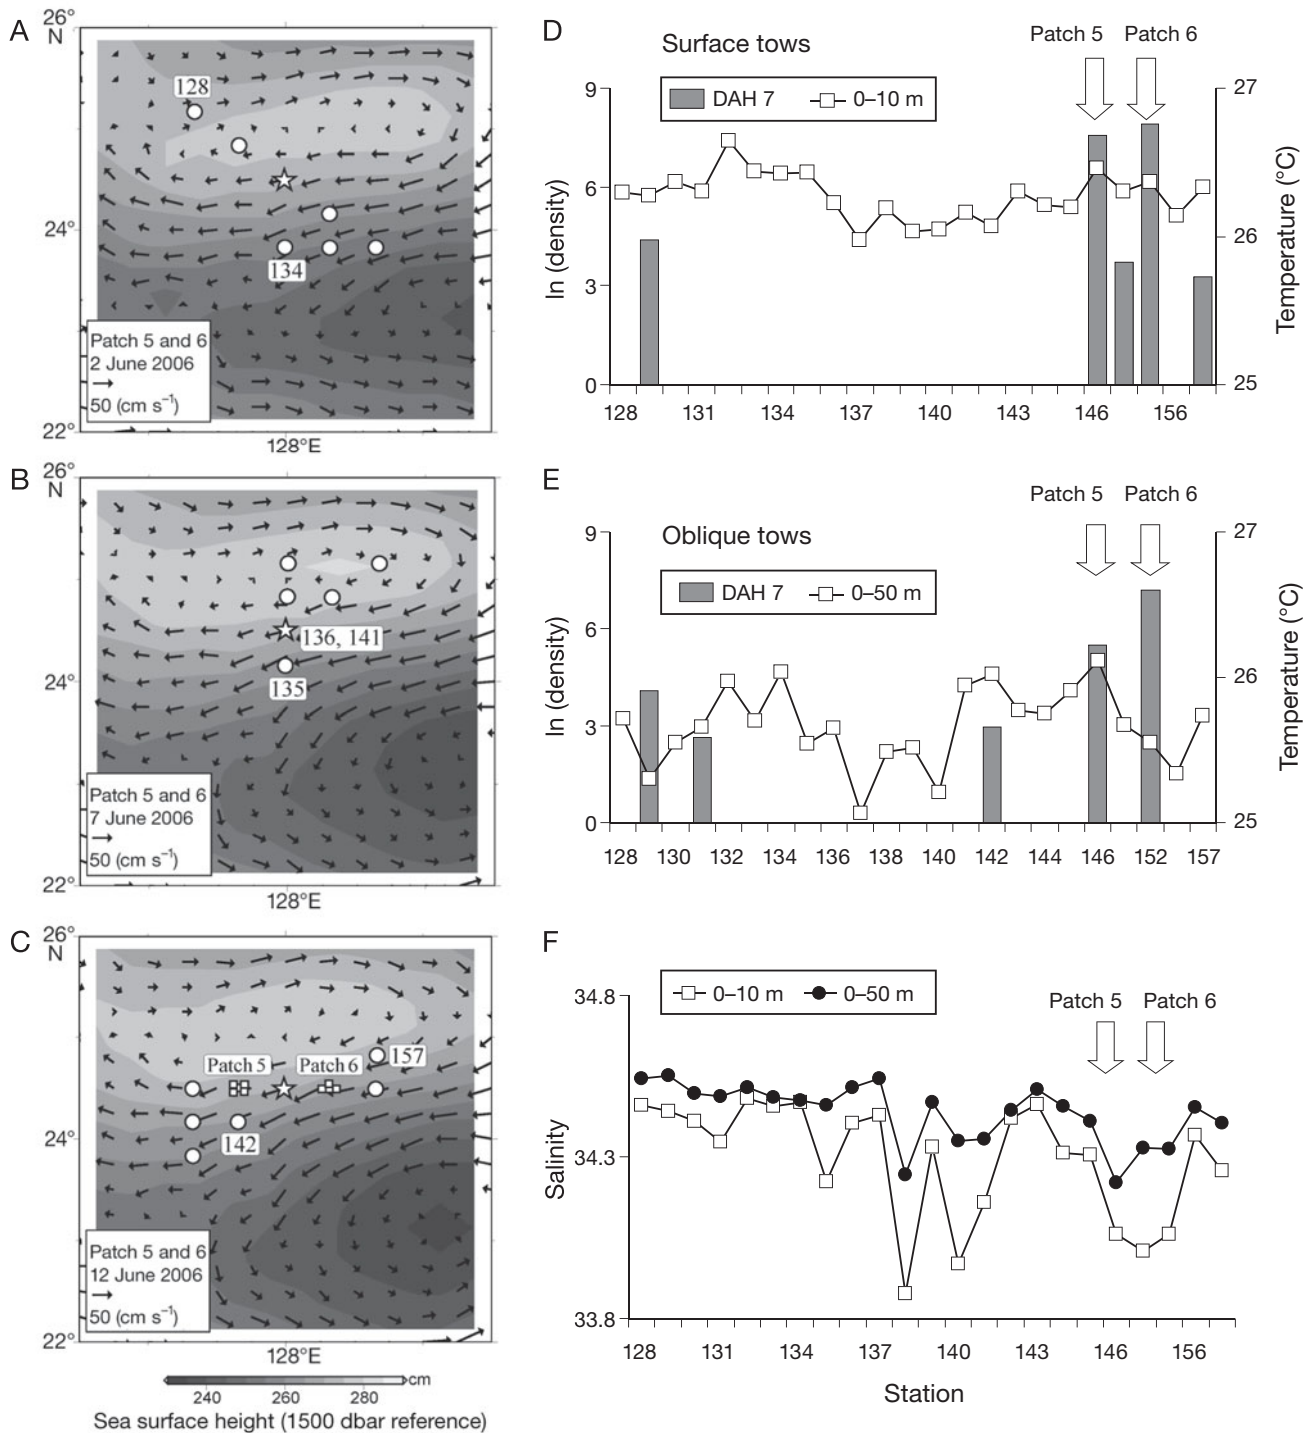 A
26°
N
128
24°
134
Patch 5 and 6
2 June 2006
50 (cm s⁻¹)
22°
128°E
B
26°
N
136, 141
24°
135
Patch 5 and 6
7 June 2006
50 (cm s⁻¹)
22°
128°E
C
26°
N
157
Patch 5
Patch 6
24°
142
Patch 5 and 6
12 June 2006
50 (cm s⁻¹)
22°
128°E
cm
240 260 280
Sea surface height (1500 dbar reference)
D
Patch 5 Patch 6
Surface tows
DAH 7 0–10 m
9
6
3
0
ln (density)
27
26
25
Temperature (°C)
128 131 134 137 140 143 146 156
E
Patch 5 Patch 6
Oblique tows
DAH 7 0–50 m
9
6
3
0
ln (density)
27
26
25
Temperature (°C)
128 130 132 134 136 138 140 142 144 146 152 157
F
0–10 m 0–50 m
Patch 5 Patch 6
34.8
34.3
33.8
Salinity
128 131 134 137 140 143 146 156
Station